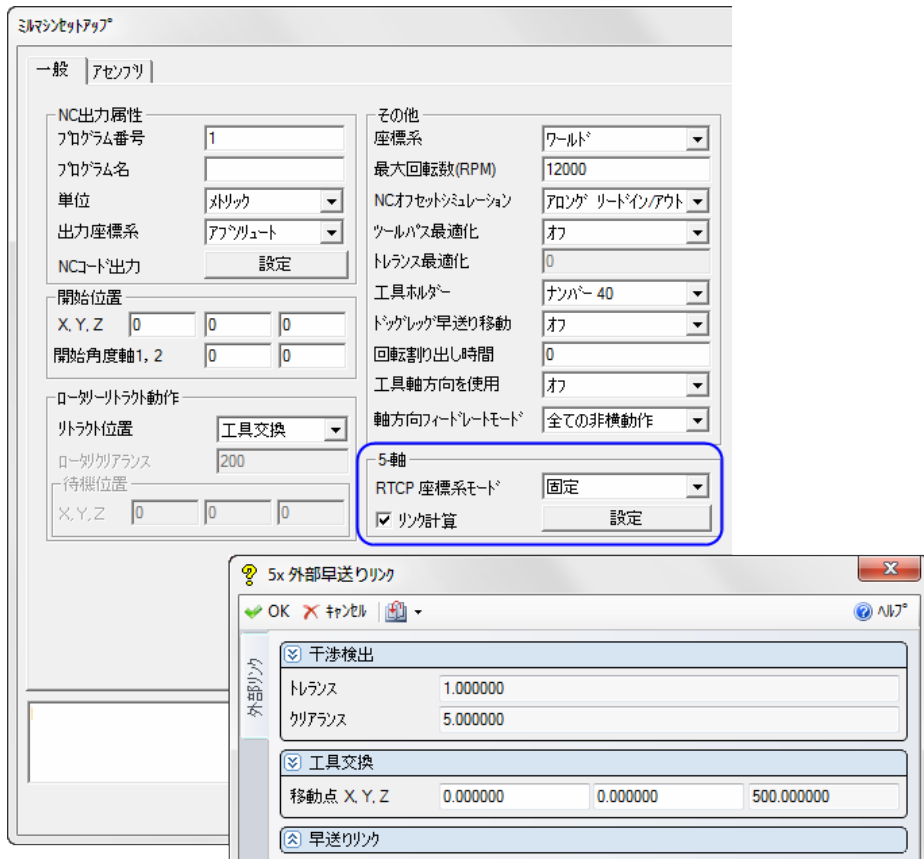 ミルマシンセットアップ
一般 アセンブリ
NC出力属性
プログラム番号 1
プログラム名
単位 メトリック
出力座標系 アブソリュート
NCコード出力 設定
開始位置
X, Y, Z 0 0 0
開始角度軸1, 2 0 0
ロータリーリトラクト動作
リトラクト位置 工具交換
ロータリクリアランス 200
待機位置
X, Y, Z 0 0 0
その他
座標系 ワールド
最大回転数(RPM) 12000
NCオフセットシミュレーション アロング リードイン/アウト
ツールパス最適化 オフ
トレランス最適化 0
工具ホルダー ナンバー 40
ドッグレッグ早送り移動 オフ
回転割り出し時間 0
工具軸方向を使用 オフ
軸方向フィードレートモード 全ての非横動作
5-軸
RTCP 座標系モード 固定
リンク計算 設定
5x 外部早送りリンク
OK キャンセル ヘルプ
外部リンク
干渉検出
トレランス 1.000000
クリアランス 5.000000
工具交換
移動点 X, Y, Z 0.000000 0.000000 500.000000
早送りリンク